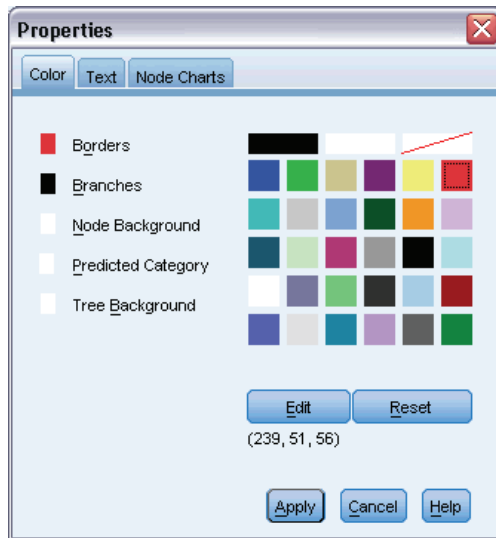 Properties
Color Text Node Charts
Borders
Branches
Node Background
Predicted Category
Tree Background
Edit Reset
(239, 51, 56)
Apply Cancel Help